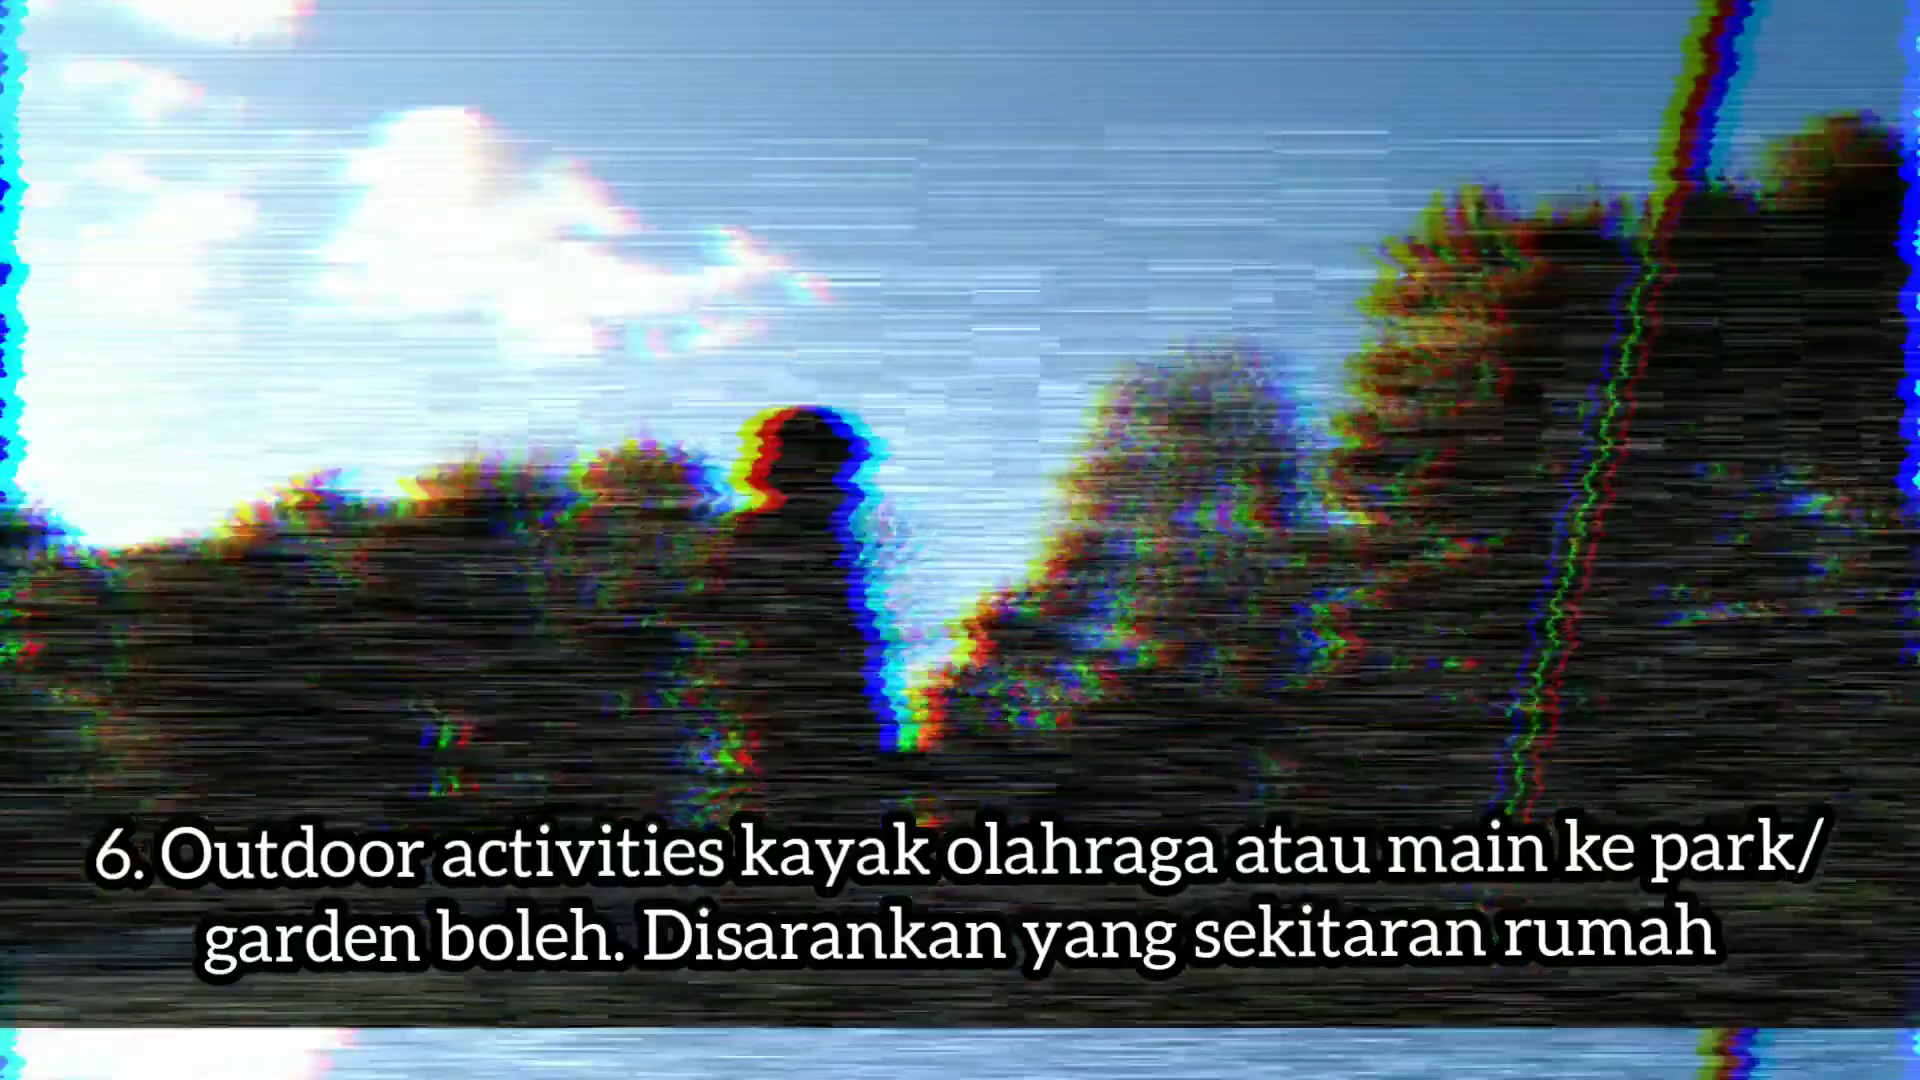 6. Outdoor activities kayak olahraga atau main ke park/
garden boleh. Disarankan yang sekitaran rumah